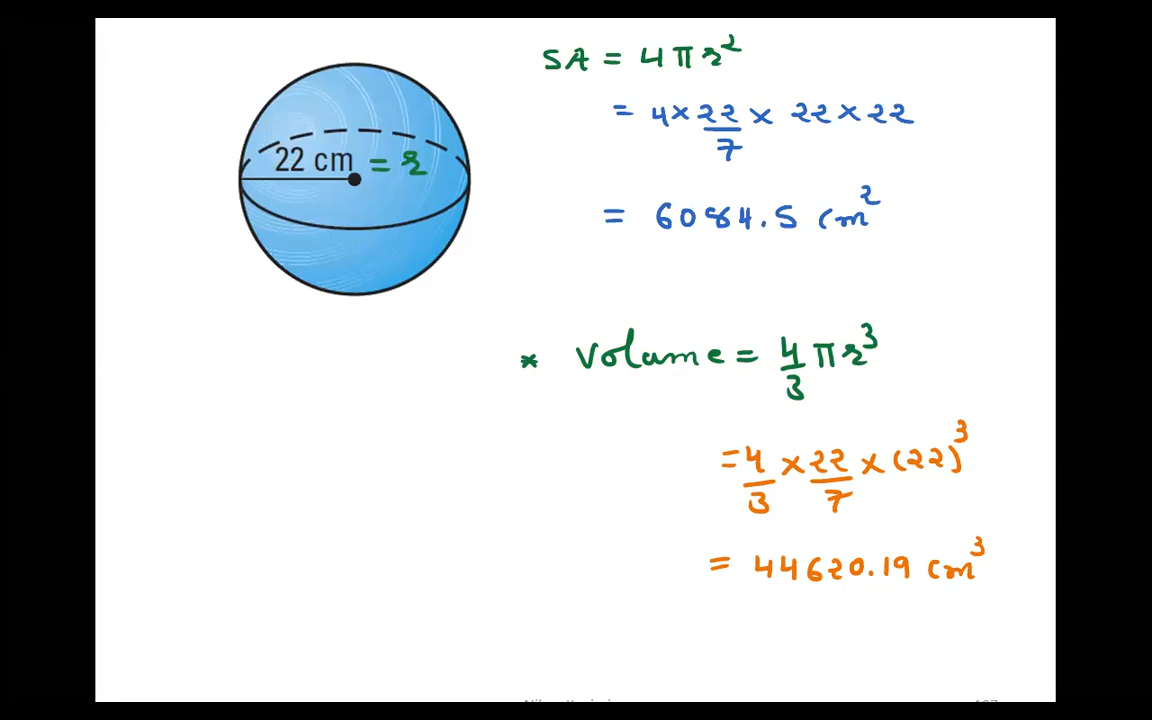 SA = 4πr²
= 4 × 22/7 × 22 × 22
22 cm = r
= 6084.5 cm²
* Volume = 4/3 πr³
= 4/3 × 22/7 × (22)³
= 44620.19 cm³